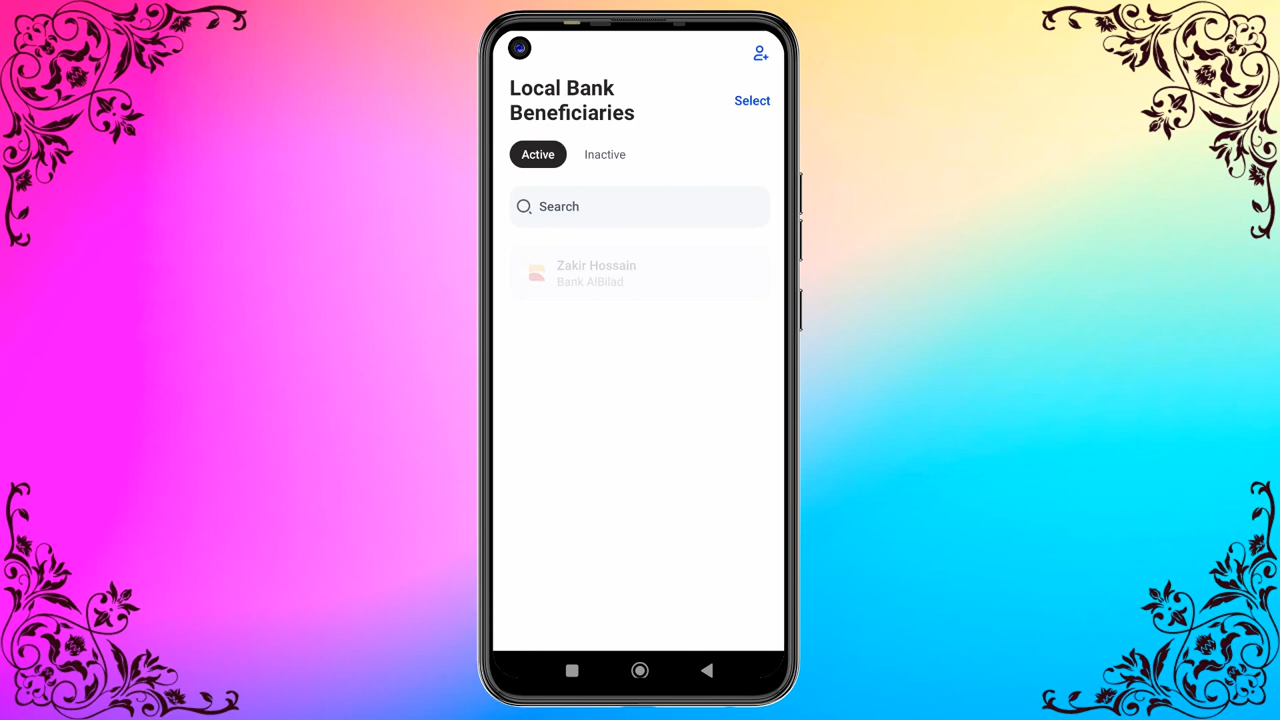 Local Bank
Beneficiaries
Select
Active
Inactive
Search
Zakir Hossain
Bank AlBilad